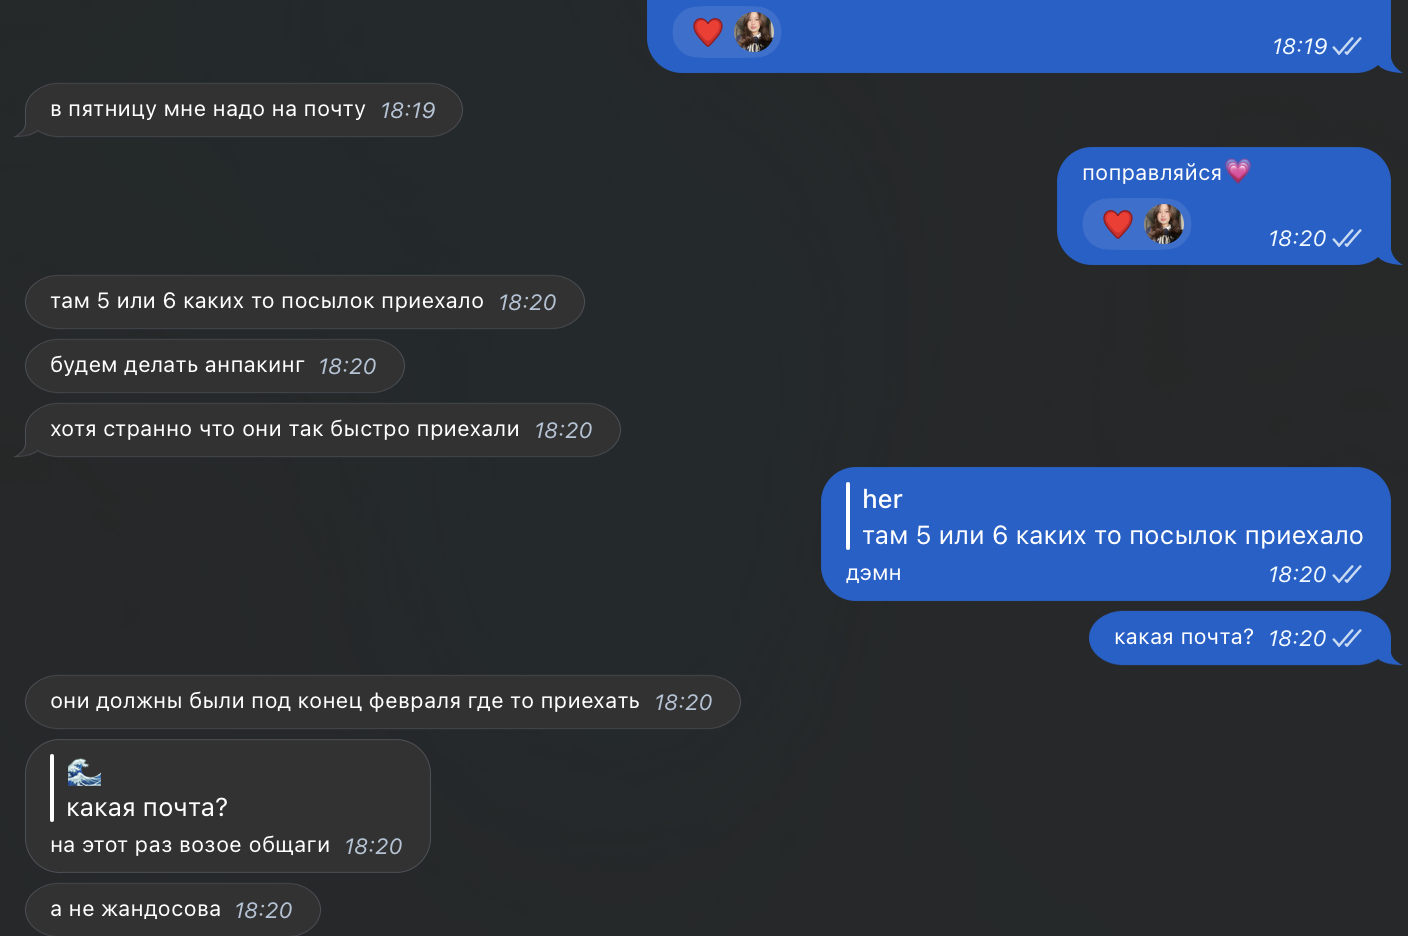 18:19
в пятницу мне надо на почту 18:19
поправляйся💗
18:20
там 5 или 6 каких то посылок приехало 18:20
будем делать анпакинг 18:20
хотя странно что они так быстро приехали 18:20
her
там 5 или 6 каких то посылок приехало
дэмн 18:20
какая почта? 18:20
они должны были под конец февраля где то приехать 18:20
🌊
какая почта?
на этот раз возое общаги 18:20
а не жандосова 18:20